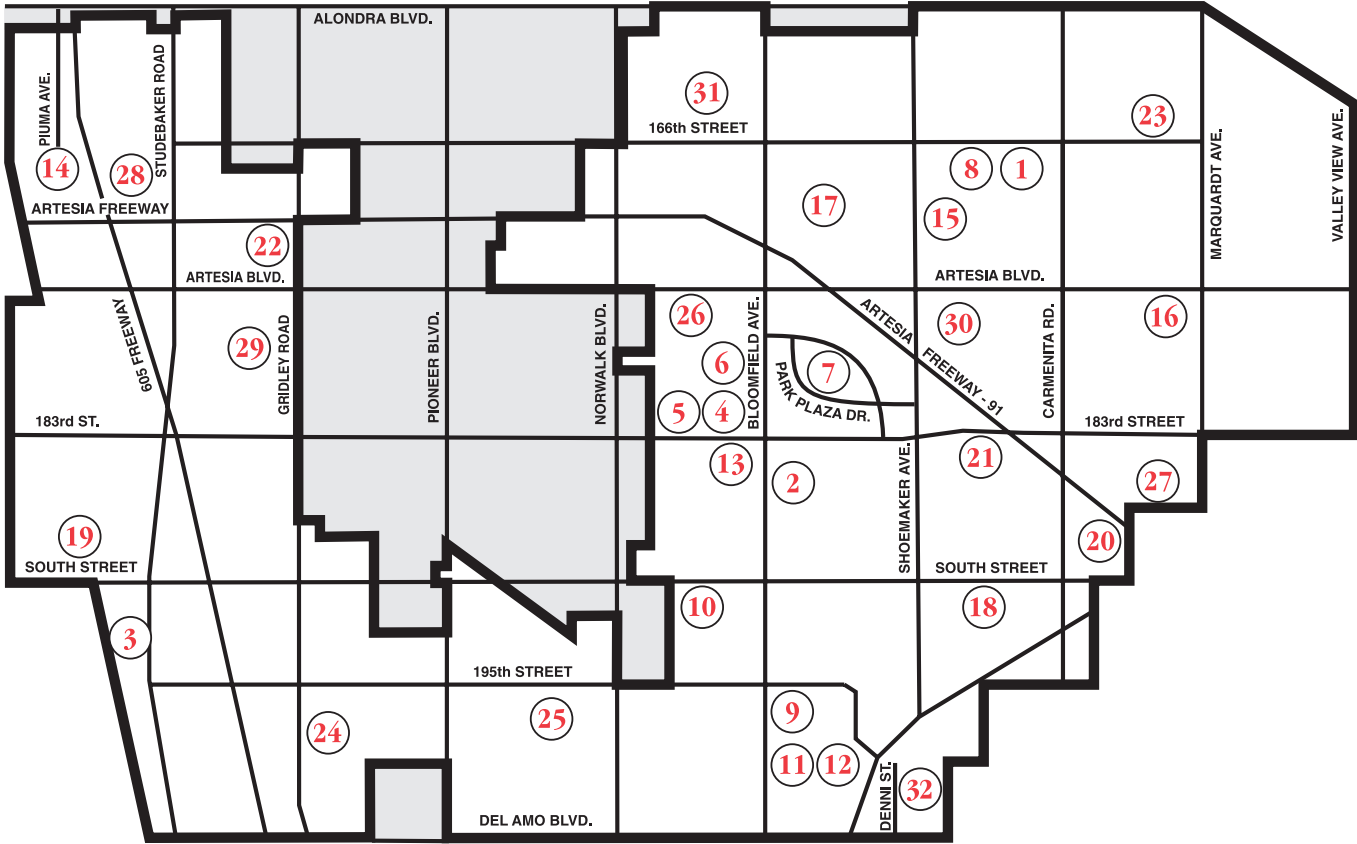 ALONDRA BLVD.
PIUMA AVE.
STUDEBAKER ROAD
31
166th STREET
23
14
28
8
1
MARQUARDT AVE.
VALLEY VIEW AVE.
ARTESIA FREEWAY
17
15
22
ARTESIA BLVD.
ARTESIA BLVD.
605 FREEWAY
29
GRIDLEY ROAD
PIONEER BLVD.
NORWALK BLVD.
26
BLOOMFIELD AVE.
ARTESIA FREEWAY - 91
30
CARMENITA RD.
16
6
7
PARK PLAZA DR.
5
4
183rd ST.
183rd STREET
13
2
SHOEMAKER AVE.
21
27
19
20
SOUTH STREET
SOUTH STREET
3
10
18
195th STREET
24
25
9
11
12
DENNI ST.
32
DEL AMO BLVD.